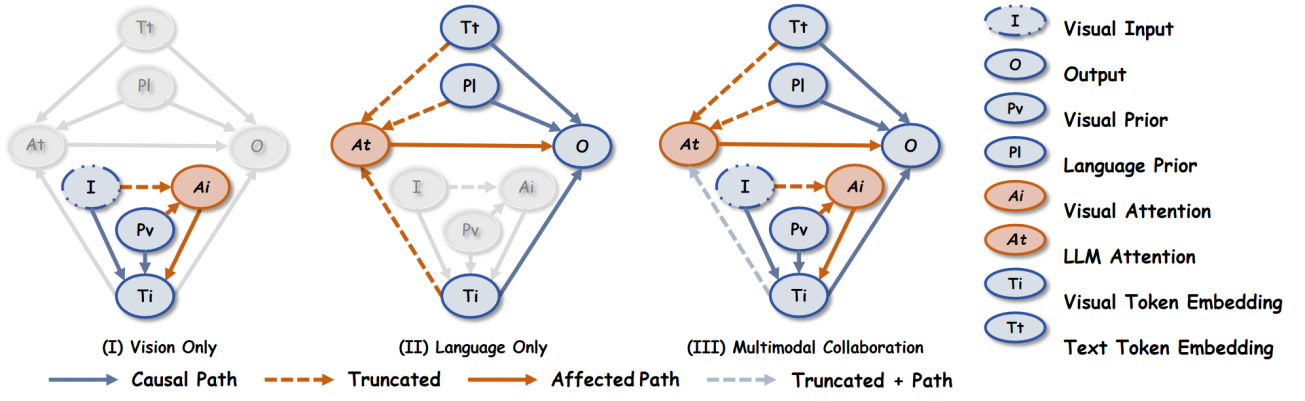 Tt
Pl
At
O
I
Ai
Pv
Ti
(I) Vision Only
Tt
Pl
At
O
I
Ai
Pv
Ti
(II) Language Only
Tt
Pl
At
O
I
Ai
Pv
Ti
(III) Multimodal Collaboration
I Visual Input
O Output
Pv Visual Prior
Pl Language Prior
Ai Visual Attention
At LLM Attention
Ti Visual Token Embedding
Tt Text Token Embedding
Causal Path Truncated Affected Path Truncated + Path